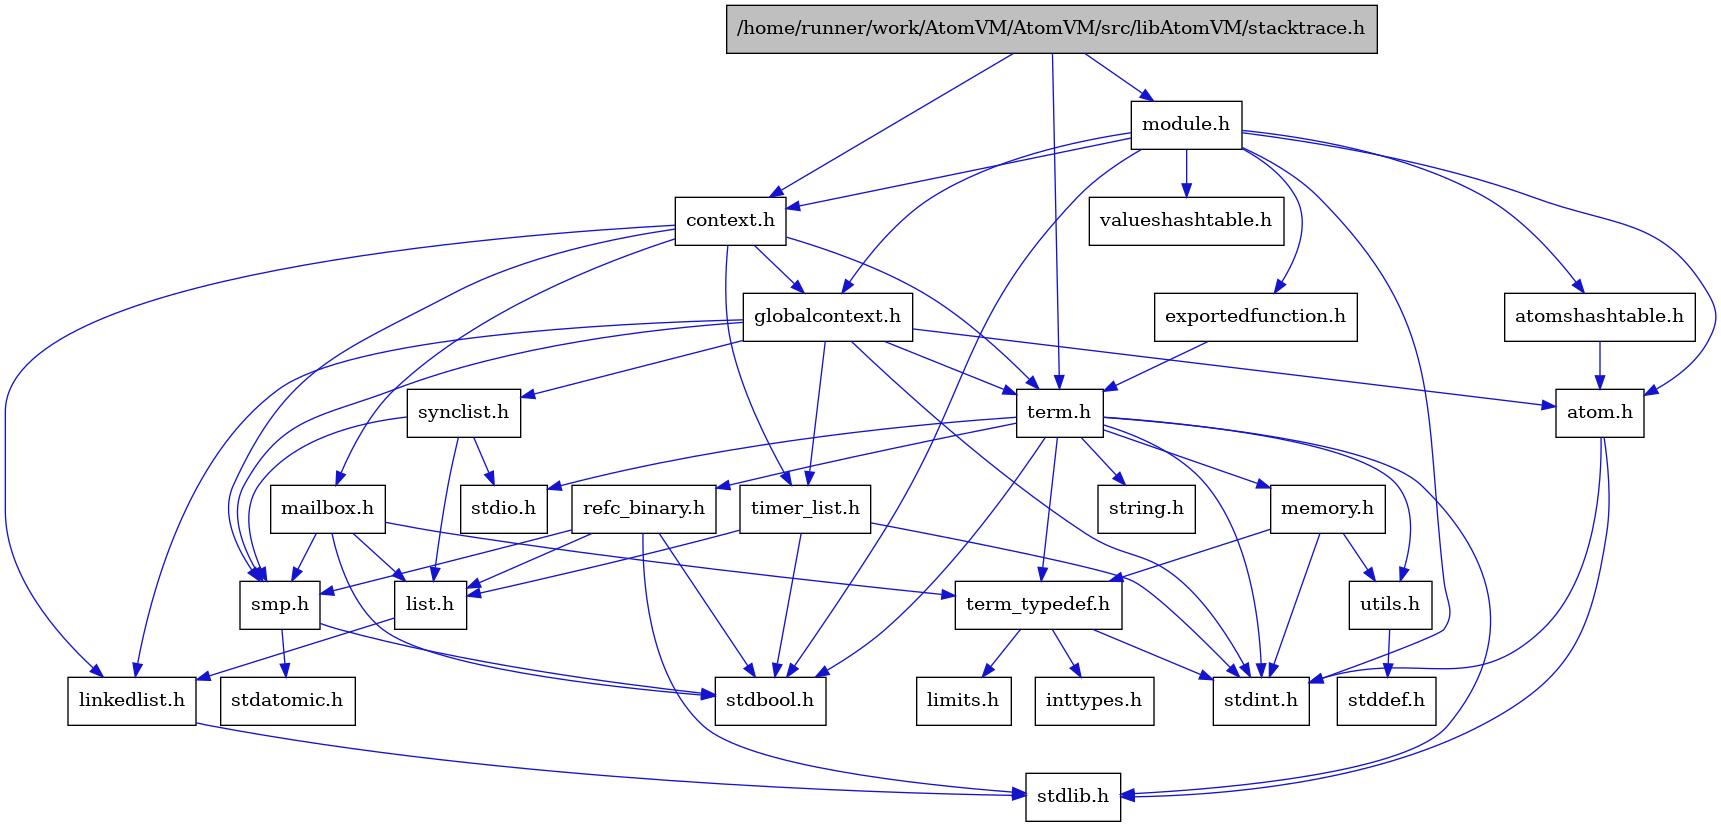 /home/runner/work/AtomVM/AtomVM/src/libAtomVM/stacktrace.h
module.h
context.h
valueshashtable.h
globalcontext.h
exportedfunction.h
atomshashtable.h
synclist.h
term.h
atom.h
mailbox.h
stdio.h
refc_binary.h
timer_list.h
string.h
memory.h
smp.h
list.h
term_typedef.h
utils.h
linkedlist.h
stdatomic.h
stdbool.h
limits.h
inttypes.h
stdint.h
stddef.h
stdlib.h